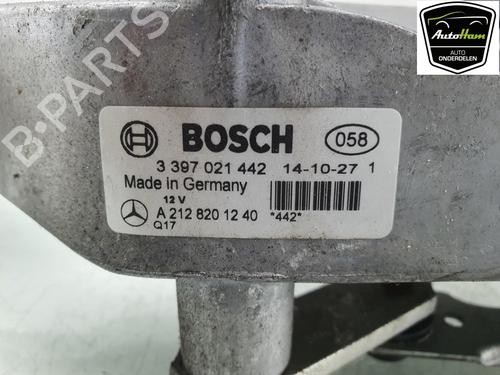 AutoHam
AUTO
ONDERDELEN
B-PARTS
BOSCH 058
3 397 021 442 14-10-27 1
Made in Germany
12 V
A 212 820 12 40 *442*
Q17